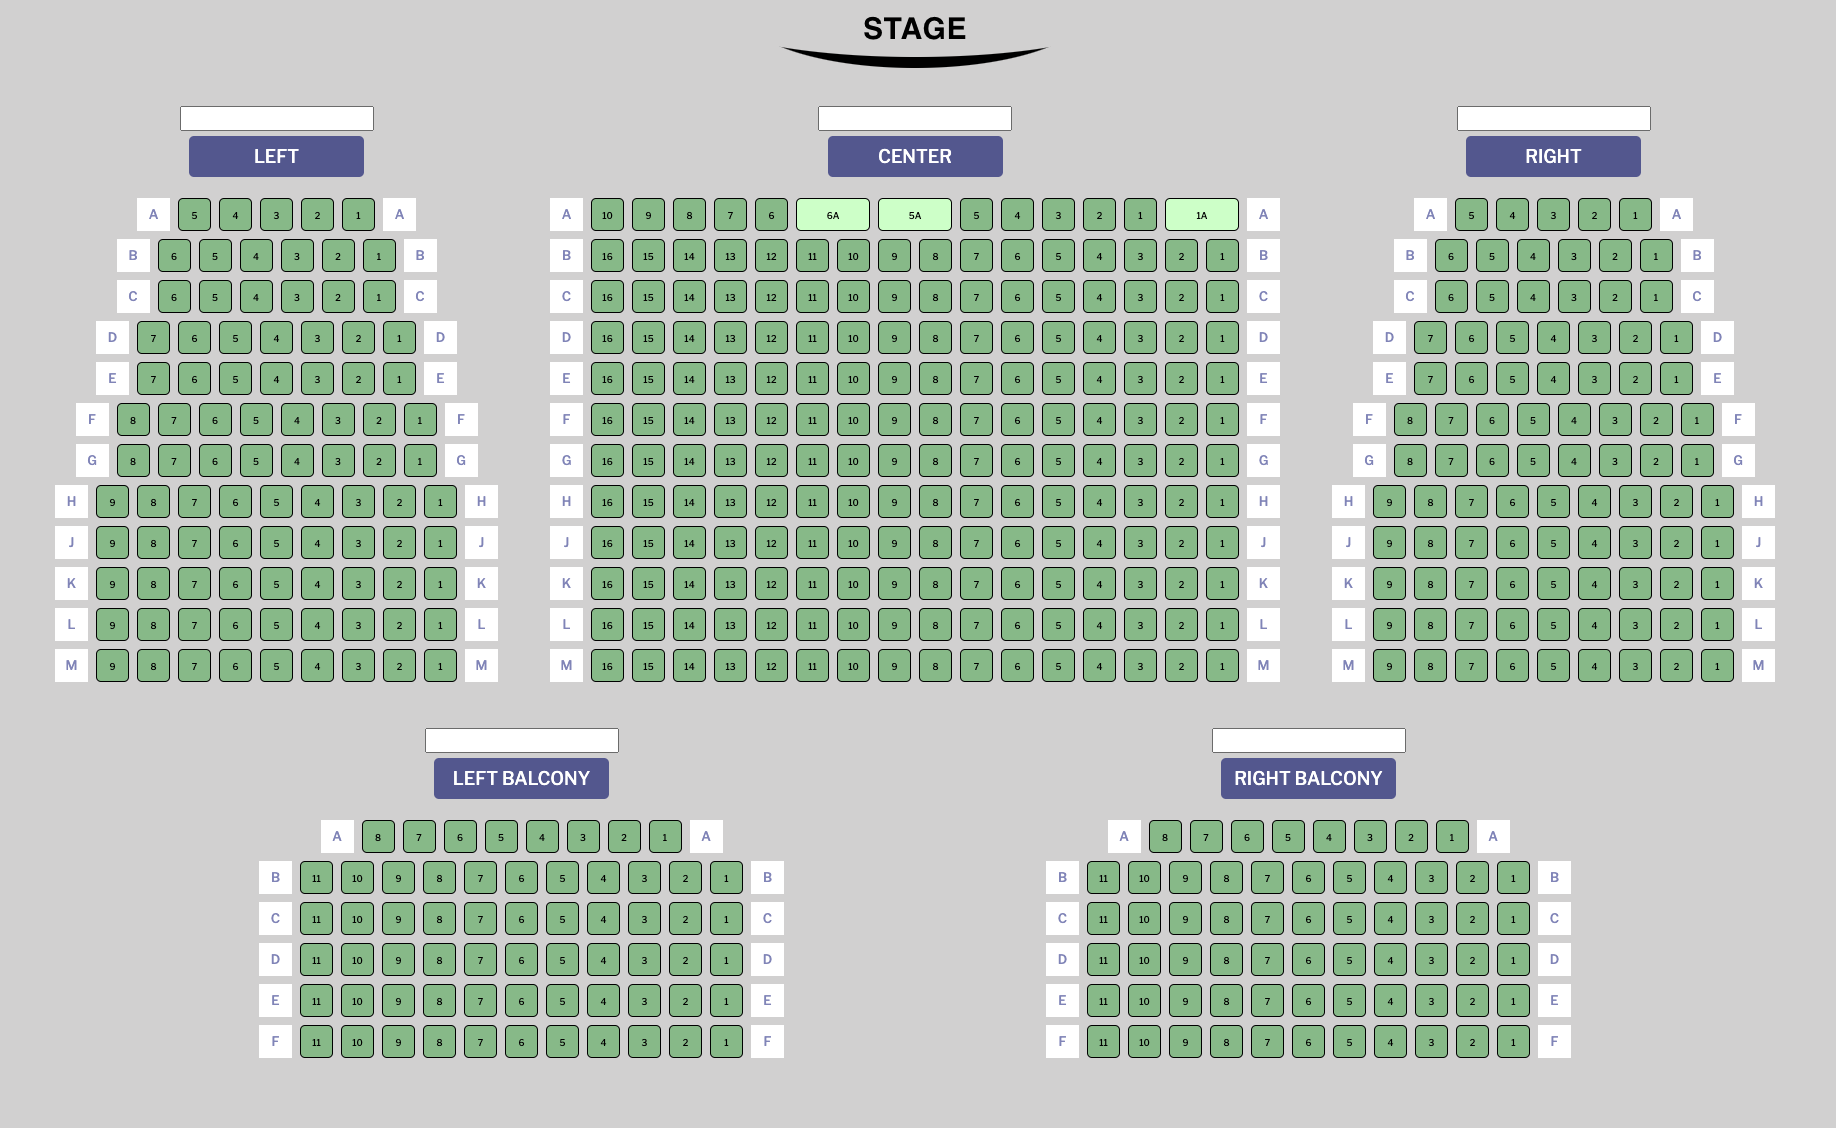 STAGE
LEFT CENTER RIGHT
A 5 4 3 2 1 A A 10 9 8 7 6 6A 5A 5 4 3 2 1 1A A A 5 4 3 2 1 A
B 6 5 4 3 2 1 B B 16 15 14 13 12 11 10 9 8 7 6 5 4 3 2 1 B B 6 5 4 3 2 1 B
C 6 5 4 3 2 1 C C 16 15 14 13 12 11 10 9 8 7 6 5 4 3 2 1 C C 6 5 4 3 2 1 C
D 7 6 5 4 3 2 1 D D 16 15 14 13 12 11 10 9 8 7 6 5 4 3 2 1 D D 7 6 5 4 3 2 1 D
E 7 6 5 4 3 2 1 E E 16 15 14 13 12 11 10 9 8 7 6 5 4 3 2 1 E E 7 6 5 4 3 2 1 E
F 8 7 6 5 4 3 2 1 F F 16 15 14 13 12 11 10 9 8 7 6 5 4 3 2 1 F F 8 7 6 5 4 3 2 1 F
G 8 7 6 5 4 3 2 1 G G 16 15 14 13 12 11 10 9 8 7 6 5 4 3 2 1 G G 8 7 6 5 4 3 2 1 G
H 9 8 7 6 5 4 3 2 1 H H 16 15 14 13 12 11 10 9 8 7 6 5 4 3 2 1 H H 9 8 7 6 5 4 3 2 1 H
J 9 8 7 6 5 4 3 2 1 J J 16 15 14 13 12 11 10 9 8 7 6 5 4 3 2 1 J J 9 8 7 6 5 4 3 2 1 J
K 9 8 7 6 5 4 3 2 1 K K 16 15 14 13 12 11 10 9 8 7 6 5 4 3 2 1 K K 9 8 7 6 5 4 3 2 1 K
L 9 8 7 6 5 4 3 2 1 L L 16 15 14 13 12 11 10 9 8 7 6 5 4 3 2 1 L L 9 8 7 6 5 4 3 2 1 L
M 9 8 7 6 5 4 3 2 1 M M 16 15 14 13 12 11 10 9 8 7 6 5 4 3 2 1 M M 9 8 7 6 5 4 3 2 1 M
LEFT BALCONY RIGHT BALCONY
A 8 7 6 5 4 3 2 1 A A 8 7 6 5 4 3 2 1 A
B 11 10 9 8 7 6 5 4 3 2 1 B B 11 10 9 8 7 6 5 4 3 2 1 B
C 11 10 9 8 7 6 5 4 3 2 1 C C 11 10 9 8 7 6 5 4 3 2 1 C
D 11 10 9 8 7 6 5 4 3 2 1 D D 11 10 9 8 7 6 5 4 3 2 1 D
E 11 10 9 8 7 6 5 4 3 2 1 E E 11 10 9 8 7 6 5 4 3 2 1 E
F 11 10 9 8 7 6 5 4 3 2 1 F F 11 10 9 8 7 6 5 4 3 2 1 F